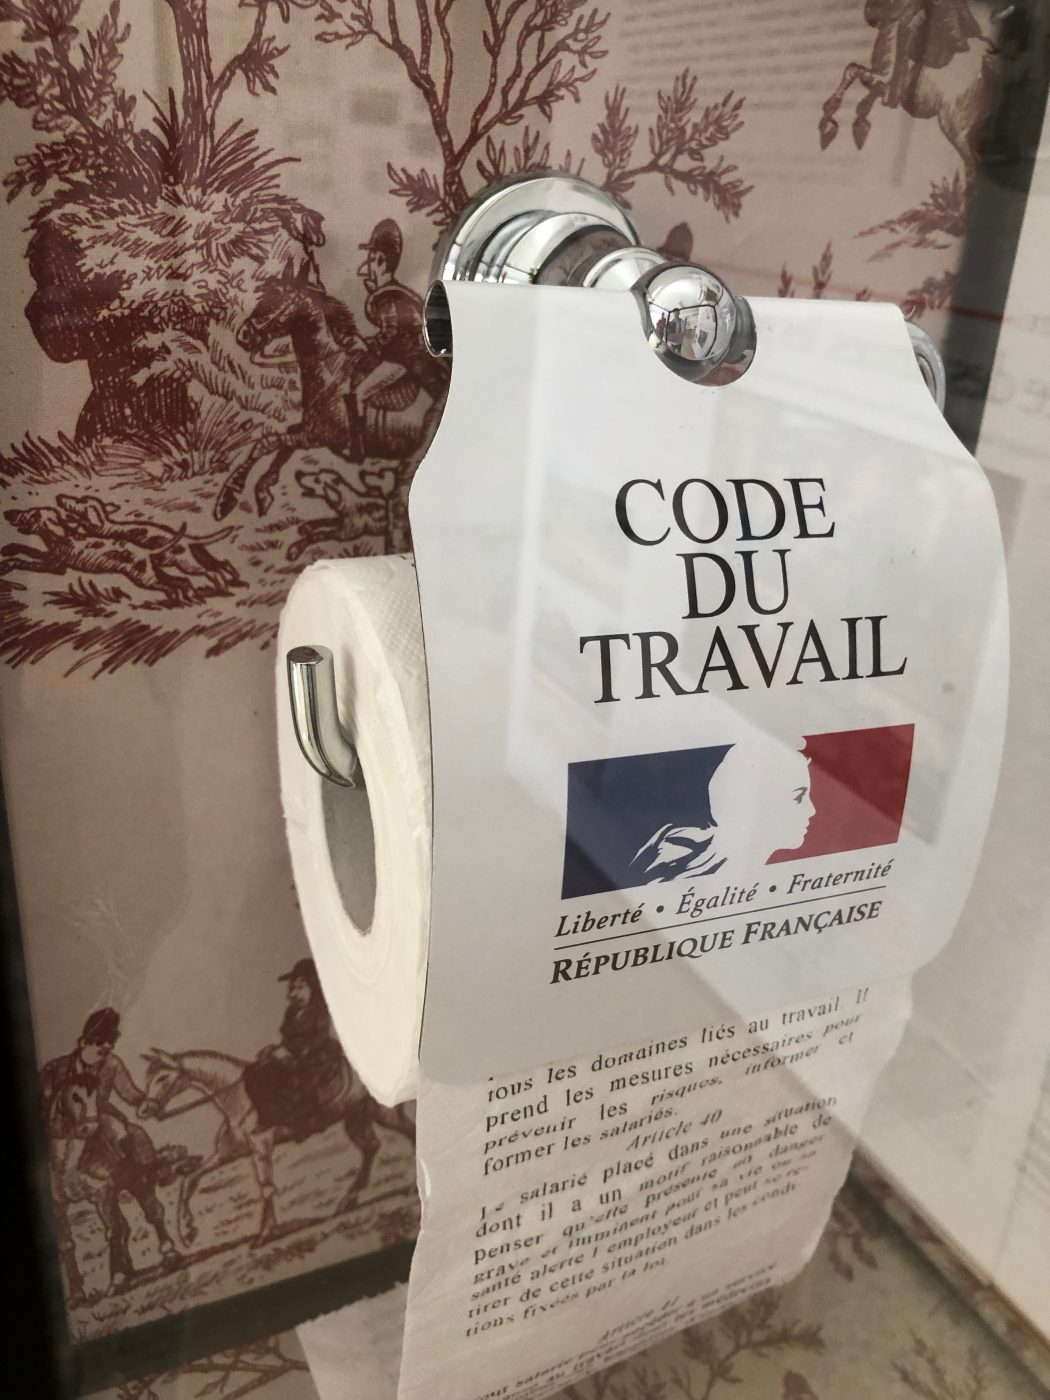 CODE
DU
TRAVAIL
Liberté • Égalité • Fraternité
RÉPUBLIQUE FRANÇAISE
tous les domaines liés au travail. Il
prend les mesures nécessaires pour
prévenir les risques, informer et
former les salariés.
Article 40
Le salarié placé dans une situation
dont il a un motif raisonnable de
penser qu'elle présente un danger
grave et imminent pour sa vie ou sa
santé alerte l'employeur et peut se re-
tirer de cette situation dans les condi-
tions fixées par la loi.
Article 41